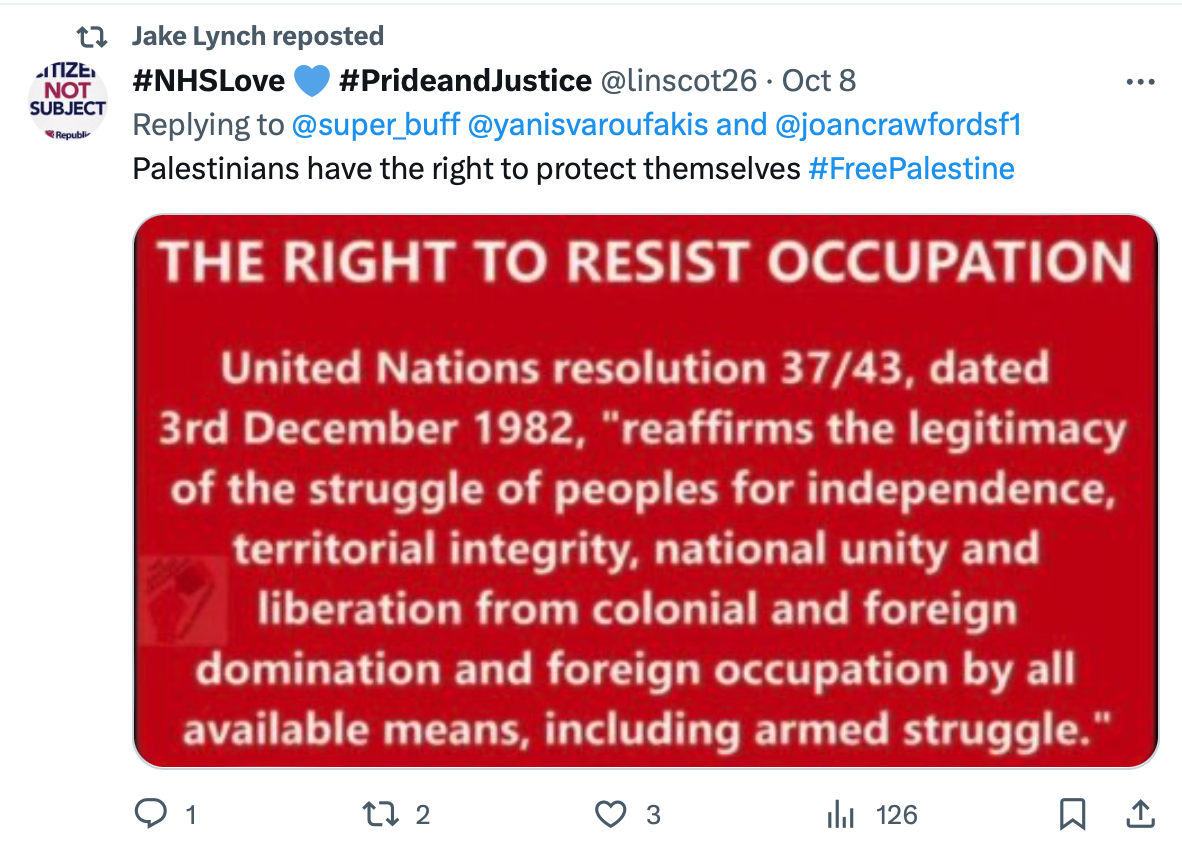 Jake Lynch reposted
ITIZE
NOT
SUBJECT
Republic
#NHSLove 💙 #PrideandJustice @linscot26 · Oct 8
Replying to @super_buff @yanisvaroufakis and @joancrawfordsf1
Palestinians have the right to protect themselves #FreePalestine
THE RIGHT TO RESIST OCCUPATION
United Nations resolution 37/43, dated
3rd December 1982, "reaffirms the legitimacy
of the struggle of peoples for independence,
territorial integrity, national unity and
liberation from colonial and foreign
domination and foreign occupation by all
available means, including armed struggle."
1 2 3 126